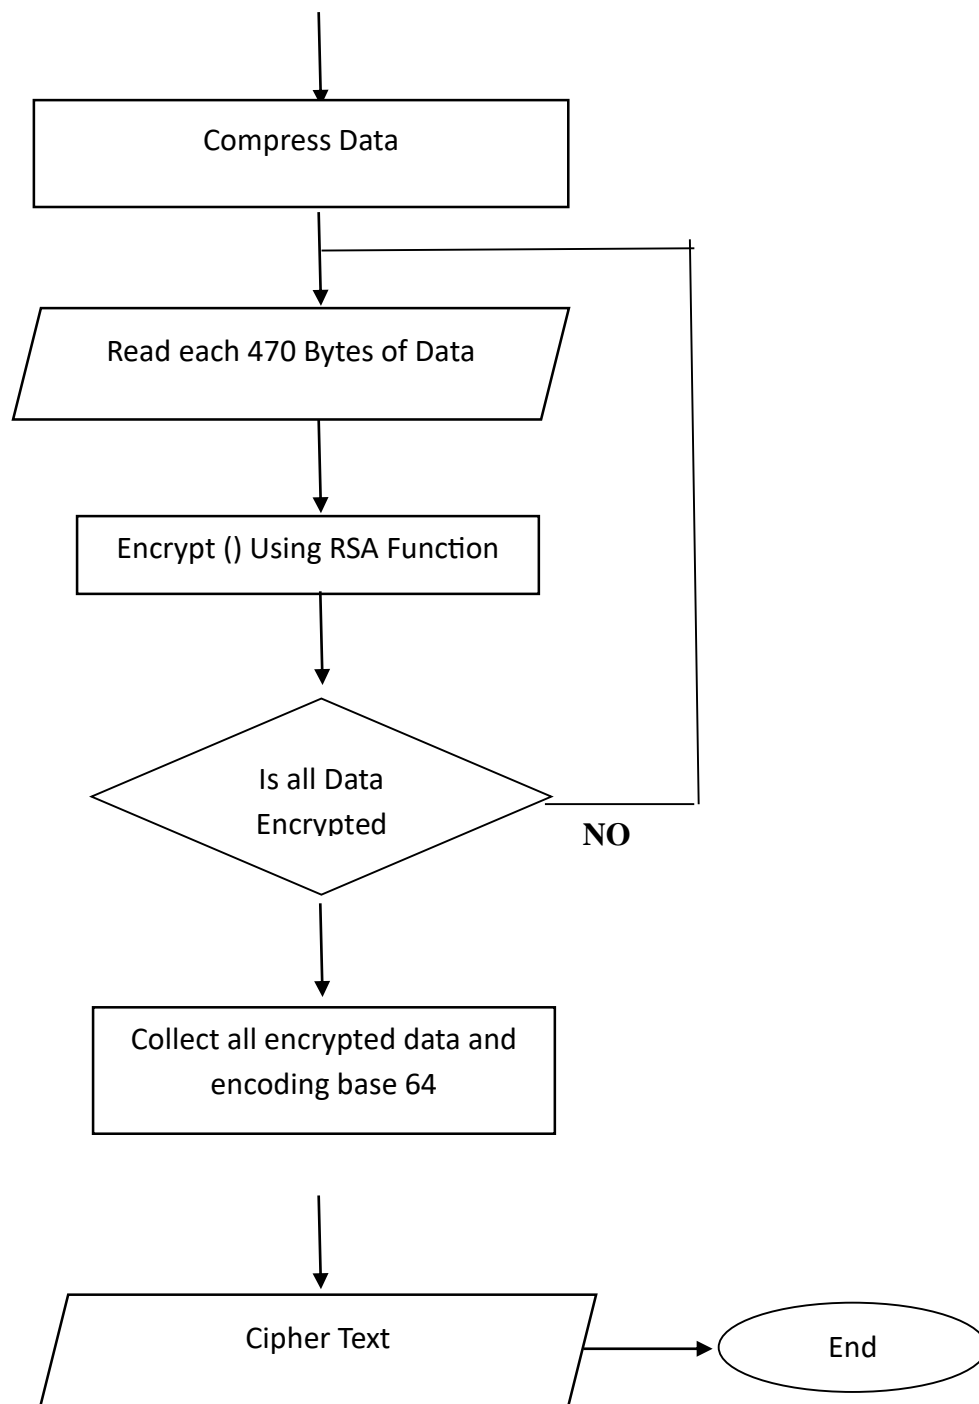 Compress Data
Read each 470 Bytes of Data
Encrypt () Using RSA Function
Is all Data
Encrypted
NO
Collect all encrypted data and
encoding base 64
Cipher Text
End